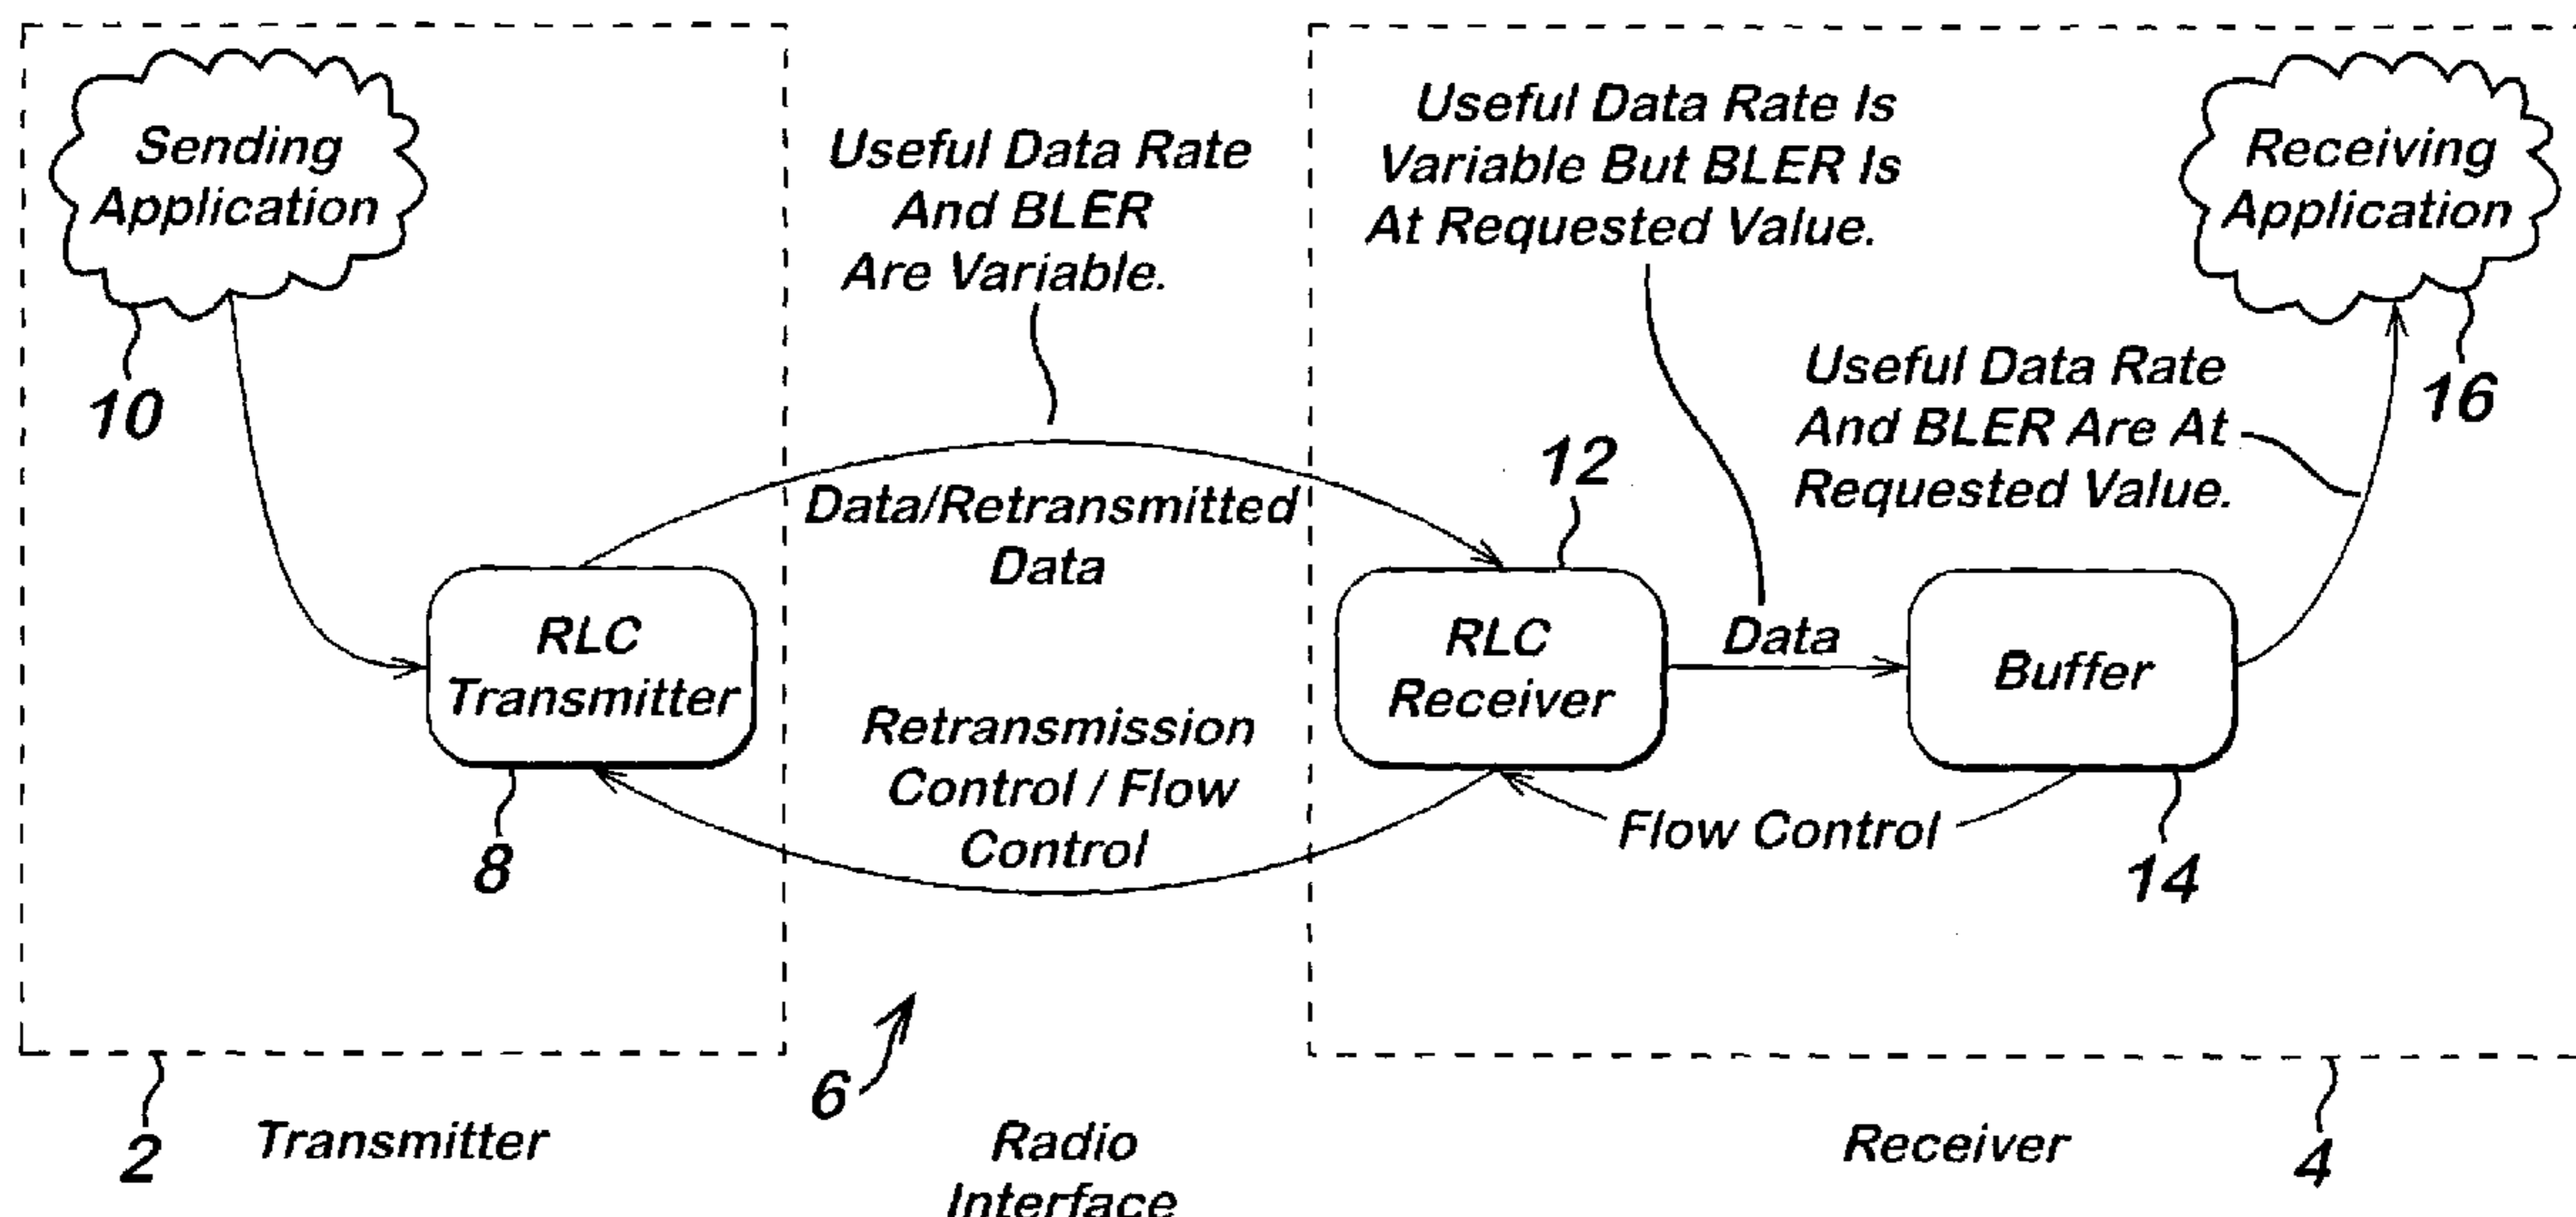 Sending
Application
10
Useful Data Rate
And BLER
Are Variable.
Useful Data Rate Is
Variable But BLER Is
At Requested Value.
Receiving
Application
16
Useful Data Rate
And BLER Are At
Requested Value.
12
Data/Retransmitted
Data
RLC
Transmitter
8
RLC
Receiver
Data
Buffer
14
Retransmission
Control / Flow
Control
Flow Control
6
2
Transmitter
Radio
Interface
Receiver
4